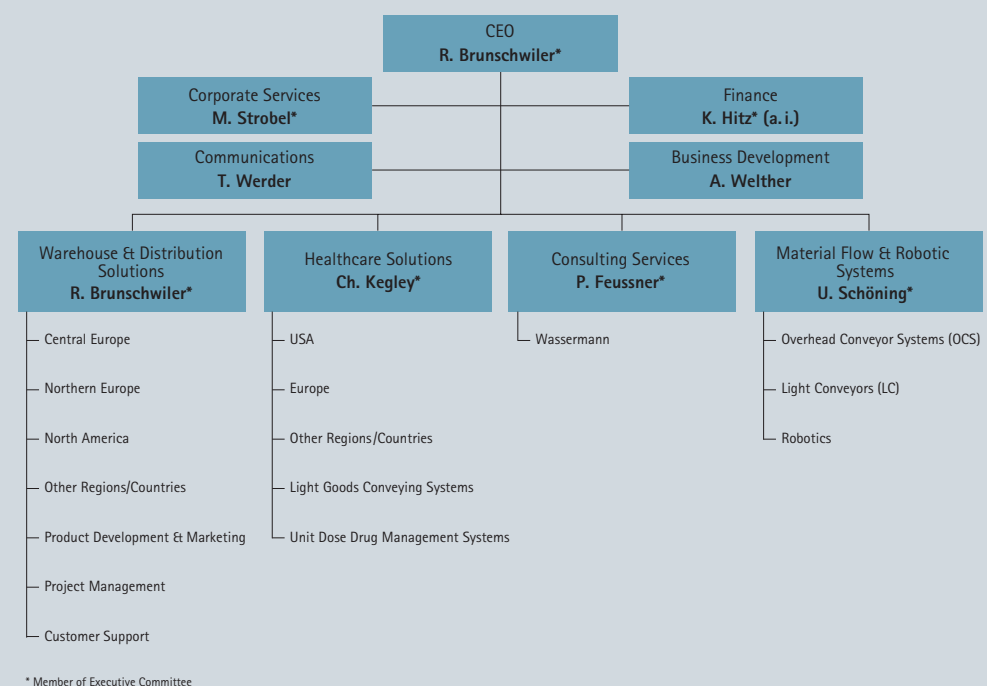 CEO
R. Brunschwiler*
Corporate Services
M. Strobel*
Finance
K. Hitz* (a.i.)
Communications
T. Werder
Business Development
A. Welther
Warehouse & Distribution
Solutions
R. Brunschwiler*
Healthcare Solutions
Ch. Kegley*
Consulting Services
P. Feussner*
Material Flow & Robotic
Systems
U. Schöning*
Central Europe
Northern Europe
North America
Other Regions/Countries
Product Development & Marketing
Project Management
Customer Support
USA
Europe
Other Regions/Countries
Light Goods Conveying Systems
Unit Dose Drug Management Systems
Wassermann
Overhead Conveyor Systems (OCS)
Light Conveyors (LC)
Robotics
* Member of Executive Committee